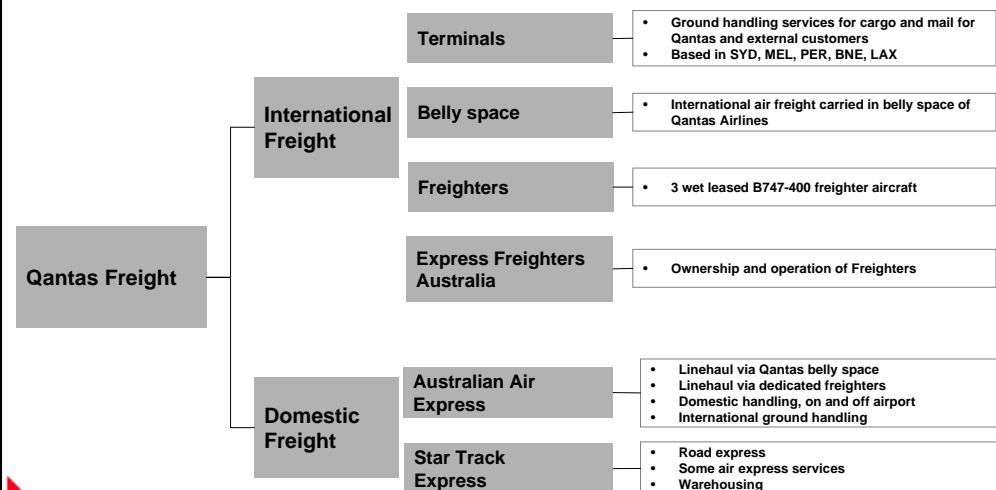 Terminals
• Ground handling services for cargo and mail for
Qantas and external customers
• Based in SYD, MEL, PER, BNE, LAX
International
Freight
Belly space
• International air freight carried in belly space of
Qantas Airlines
Freighters
• 3 wet leased B747-400 freighter aircraft
Qantas Freight
Express Freighters
Australia
• Ownership and operation of Freighters
Domestic
Freight
Australian Air
Express
• Linehaul via Qantas belly space
• Linehaul via dedicated freighters
• Domestic handling, on and off airport
• International ground handling
Star Track
Express
• Road express
• Some air express services
• Warehousing